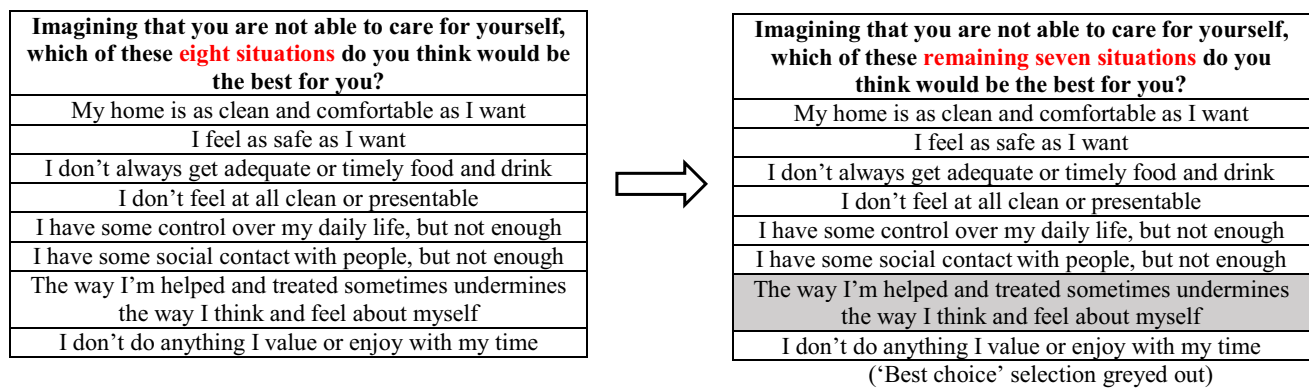 Imagining that you are not able to care for yourself,
which of these eight situations do you think would be
the best for you?
My home is as clean and comfortable as I want
I feel as safe as I want
I don’t always get adequate or timely food and drink
I don’t feel at all clean or presentable
I have some control over my daily life, but not enough
I have some social contact with people, but not enough
The way I’m helped and treated sometimes undermines
the way I think and feel about myself
I don’t do anything I value or enjoy with my time
Imagining that you are not able to care for yourself,
which of these remaining seven situations do you
think would be the best for you?
My home is as clean and comfortable as I want
I feel as safe as I want
I don’t always get adequate or timely food and drink
I don’t feel at all clean or presentable
I have some control over my daily life, but not enough
I have some social contact with people, but not enough
The way I’m helped and treated sometimes undermines
the way I think and feel about myself
I don’t do anything I value or enjoy with my time
(‘Best choice’ selection greyed out)